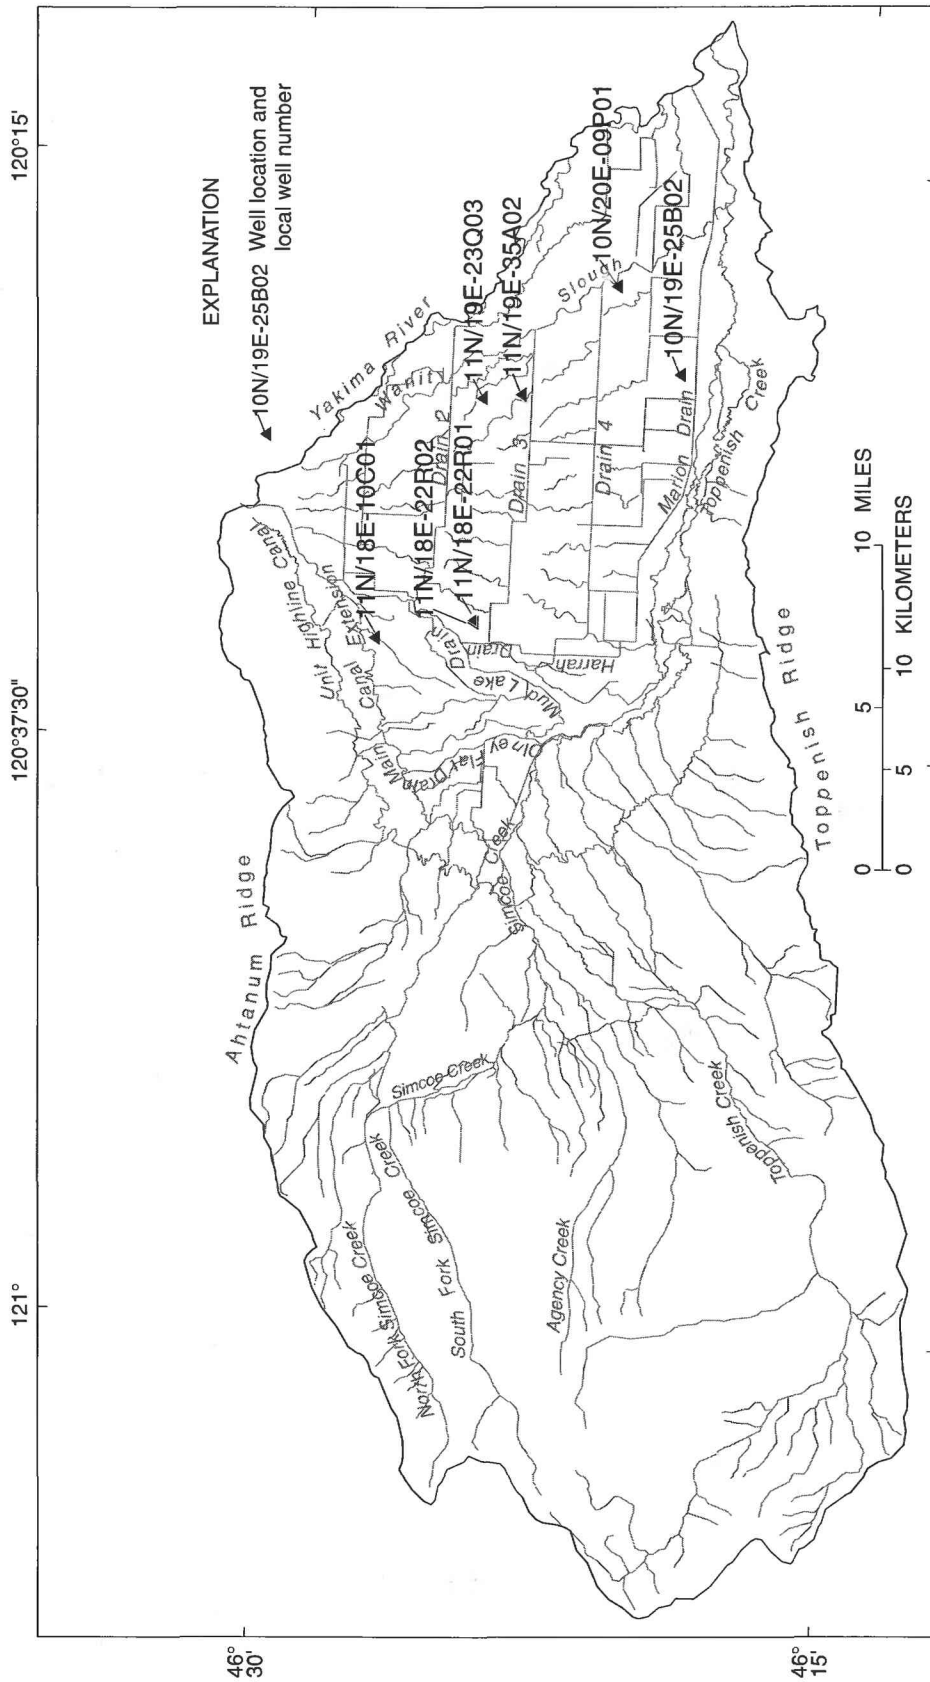 121°
120°37'30"
120°15'
46°
30'
46°
15'
EXPLANATION
10N/19E-25B02 Well location and
local well number
Ahtanum Ridge
Yakima River
Unit Highline Canal
Main Canal Extension
11N/18E-10C01
Wanity Slough
Drain 2
11N/18E-22R02
11N/18E-22R01
11N/19E-23Q03
11N/19E-35A02
Drain 3
10N/20E-09P01
Drain 4
10N/19E-25B02
Marion Drain
Toppenish Creek
Harrah Drain
Mud Lake Drain
Olney Flat Drain
Simcoe Creek
Simcoe Creek
North Fork Simcoe Creek
South Fork Simcoe Creek
Agency Creek
Toppenish Creek
Toppenish Ridge
0 5 10 MILES
0 5 10 KILOMETERS